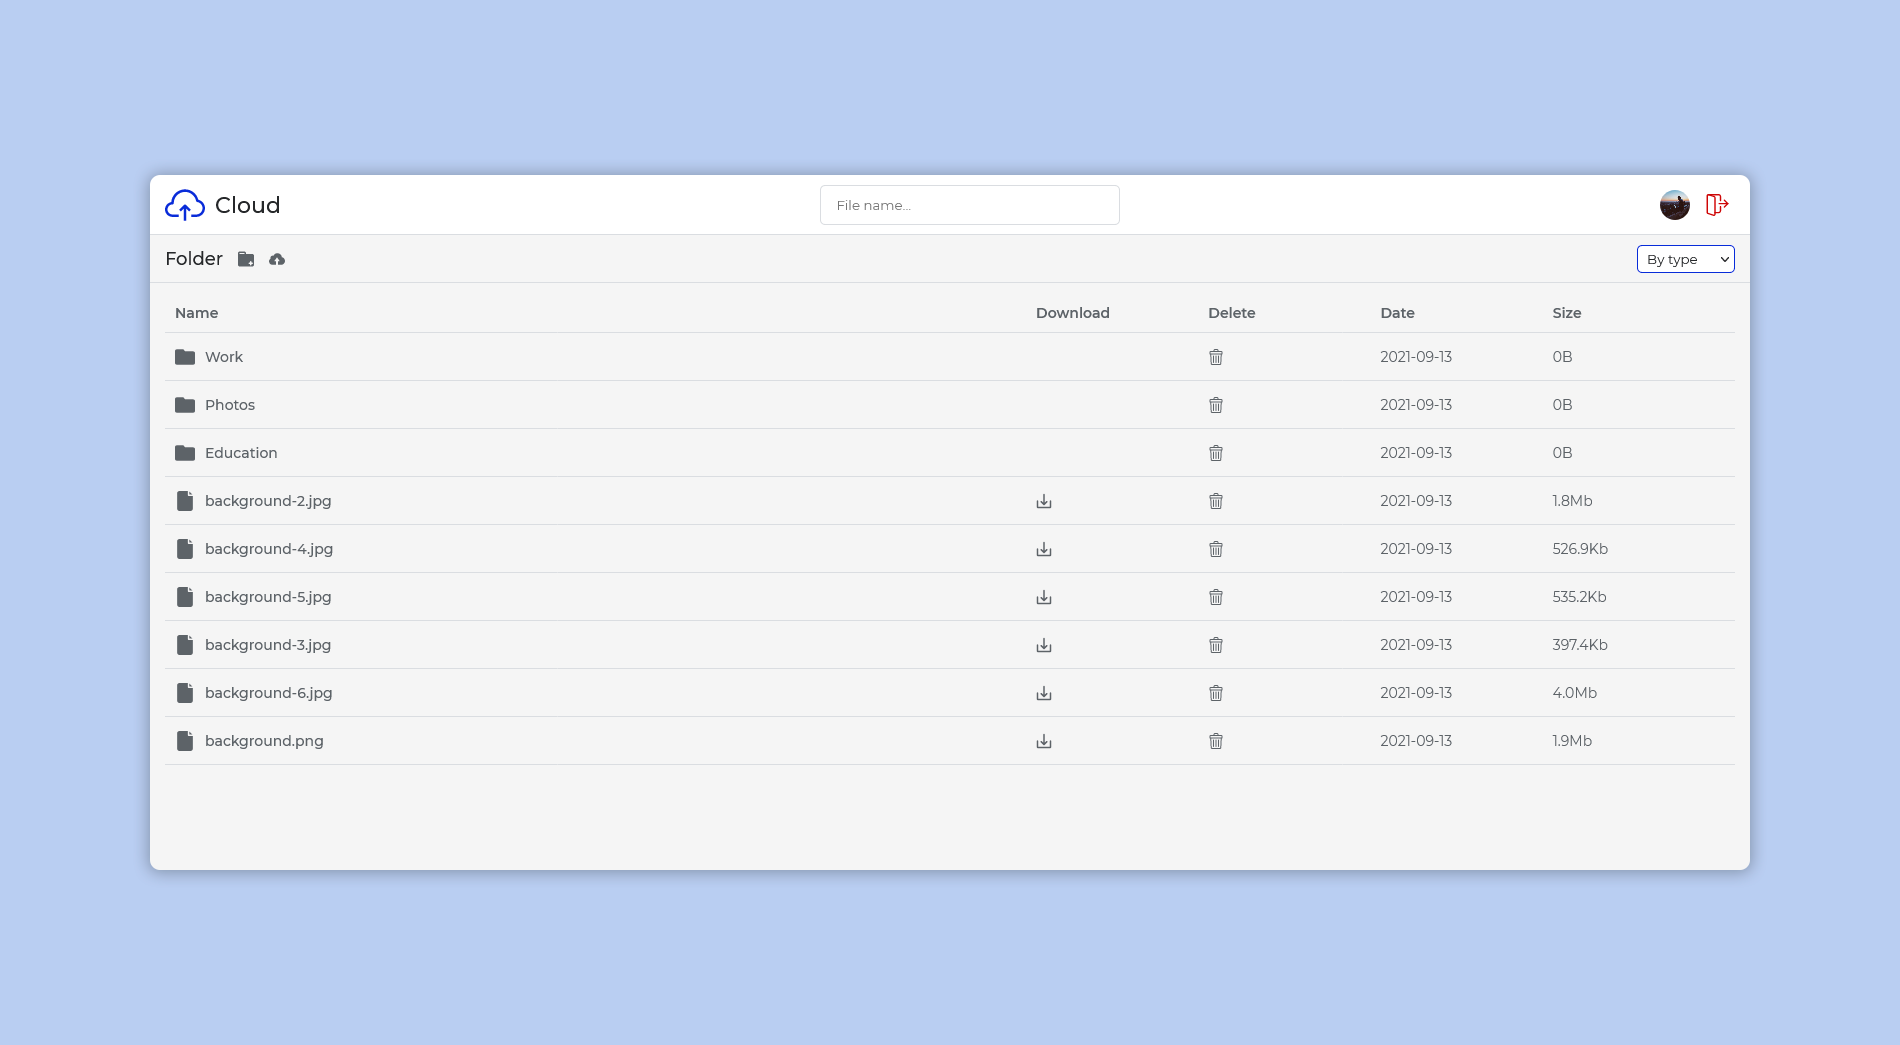 Cloud
File name...
Folder
By type
Name Download Delete Date Size
Work 2021-09-13 0B
Photos 2021-09-13 0B
Education 2021-09-13 0B
background-2.jpg 2021-09-13 1.8Mb
background-4.jpg 2021-09-13 526.9Kb
background-5.jpg 2021-09-13 535.2Kb
background-3.jpg 2021-09-13 397.4Kb
background-6.jpg 2021-09-13 4.0Mb
background.png 2021-09-13 1.9Mb